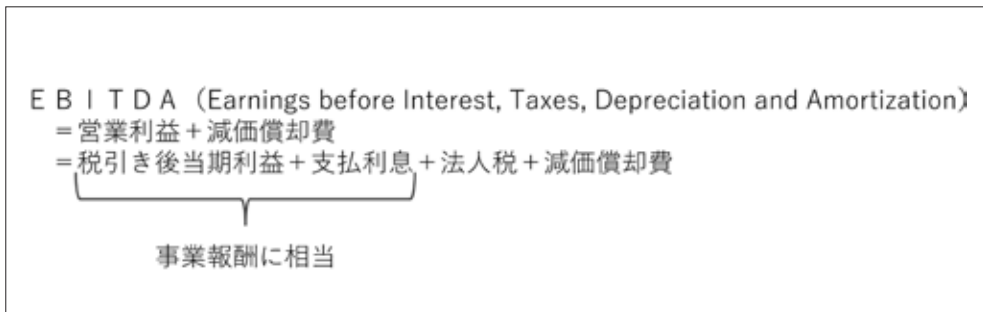 ＥＢＩＴＤＡ（Earnings before Interest, Taxes, Depreciation and Amortization）
＝営業利益＋減価償却費
＝税引き後当期利益＋支払利息＋法人税＋減価償却費
事業報酬に相当